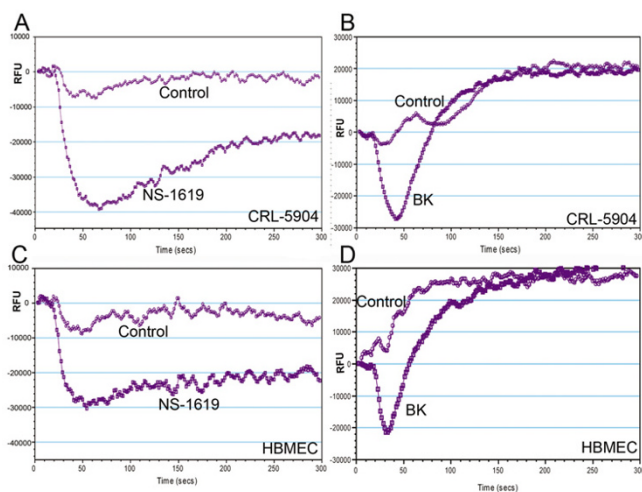 A
10000
0
-10000
-20000
-30000
-40000
RFU
Control
NS-1619
CRL-5904
0 50 100 150 200 250 300
Time (secs)
B
30000
20000
10000
0
-10000
-20000
-30000
RFU
Control
BK
CRL-5904
0 50 100 150 200 250 300
Time (secs)
C
10000
0
-10000
-20000
-30000
-40000
RFU
Control
NS-1619
HBMEC
0 50 100 150 200 250 300
Time (secs)
D
30000
20000
10000
0
-10000
-20000
-30000
RFU
Control
BK
HBMEC
0 50 100 150 200 250 300
Time (secs)